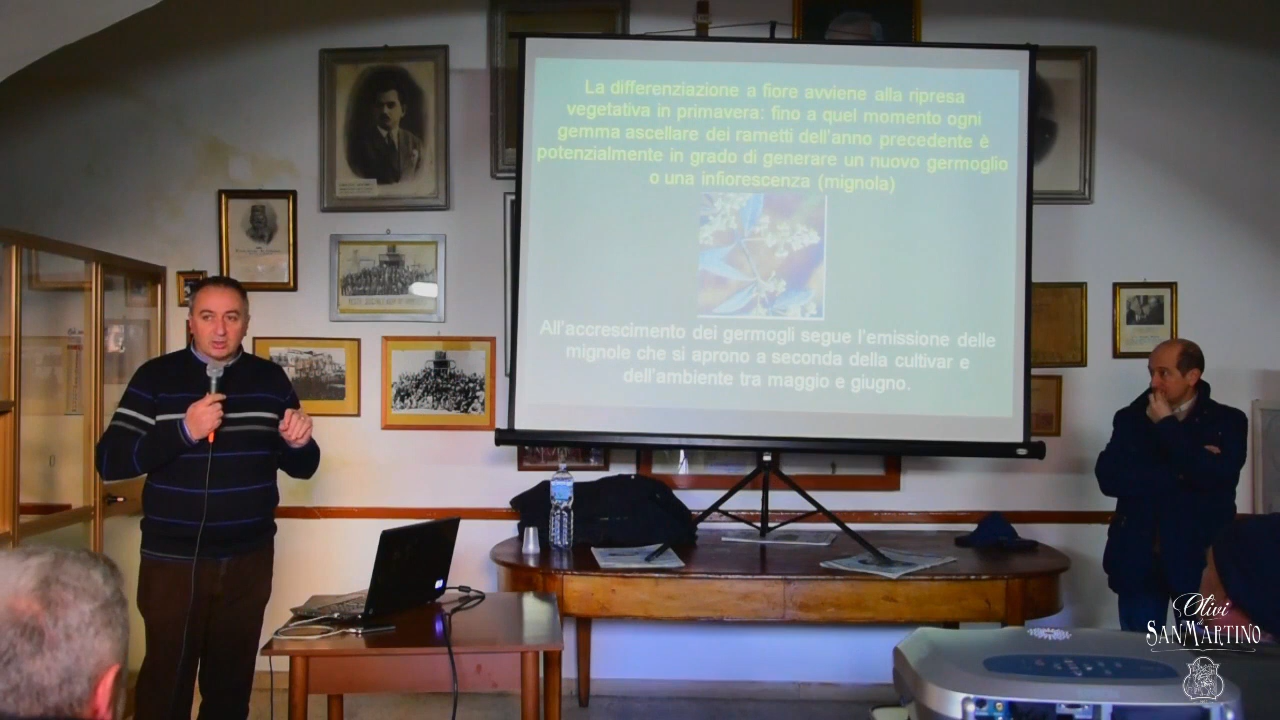 La differenziazione a fiore avviene alla ripresa
vegetativa in primavera: fino a quel momento ogni
gemma ascellare dei rametti dell'anno precedente è
potenzialmente in grado di generare un nuovo germoglio
o una infiorescenza (mignola)
All'accrescimento dei germogli segue l'emissione delle
mignole che si aprono a seconda della cultivar e
dell'ambiente tra maggio e giugno.
Olivi
SANMARTINO